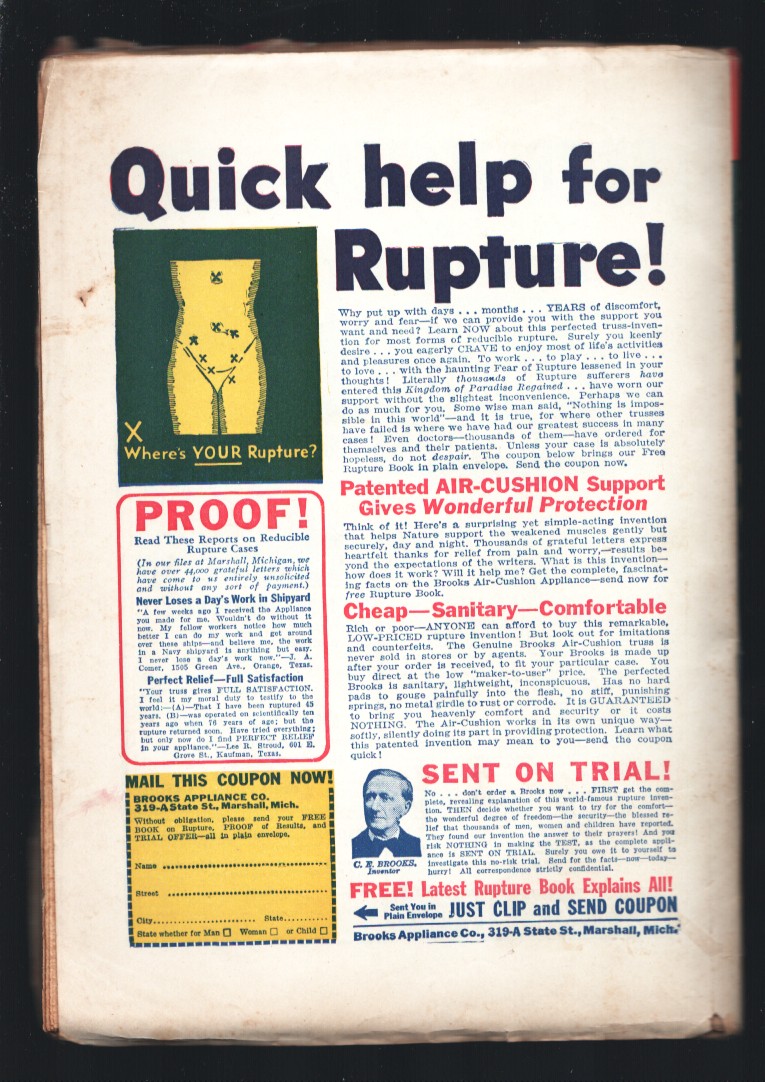 Quick help for
Rupture!
X
Where's YOUR Rupture?
Why put up with days . . . months . . . YEARS of discomfort,
worry and fear—if we can provide you with the support you
want and need? Learn NOW about this perfected truss-inven-
tion for most forms of reducible rupture. Surely you keenly
desire . . . you eagerly CRAVE to enjoy most of life's activities
and pleasures once again. To work . . . to play . . . to live . . .
to love . . . with the haunting Fear of Rupture lessened in your
thoughts! Literally thousands of Rupture sufferers have
entered this Kingdom of Paradise Regained . . . have worn our
support without the slightest inconvenience. Perhaps we can
do as much for you. Some wise man said, "Nothing is impos-
sible in this world"—and it is true, for where other trusses
have failed is where we have had our greatest success in many
cases! Even doctors—thousands of them—have ordered for
themselves and their patients. Unless your case is absolutely
hopeless, do not despair. The coupon below brings our Free
Rupture Book in plain envelope. Send the coupon now.
Patented AIR-CUSHION Support
Gives Wonderful Protection
Think of it! Here's a surprising yet simple-acting invention
that helps Nature support the weakened muscles gently but
securely, day and night. Thousands of grateful letters express
heartfelt thanks for relief from pain and worry,—results be-
yond the expectations of the writers. What is this invention—
how does it work? Will it help me? Get the complete, fascinat-
ing facts on the Brooks Air-Cushion Appliance—send now for
free Rupture Book.
Cheap—Sanitary—Comfortable
Rich or poor—ANYONE can afford to buy this remarkable,
LOW-PRICED rupture invention! But look out for imitations
and counterfeits. The Genuine Brooks Air-Cushion truss is
never sold in stores or by agents. Your Brooks is made up
after your order is received, to fit your particular case. You
buy direct at the low "maker-to-user" price. The perfected
Brooks is sanitary, lightweight, inconspicuous. Has no hard
pads to gouge painfully into the flesh, no stiff, punishing
springs, no metal girdle to rust or corrode. It is GUARANTEED
to bring you heavenly comfort and security or it costs
NOTHING. The Air-Cushion works in its own unique way—
softly, silently doing its part in providing protection. Learn what
this patented invention may mean to you—send the coupon
quick!
PROOF!
Read These Reports on Reducible
Rupture Cases
(In our files at Marshall, Michigan, we
have over 44,000 grateful letters which
have come to us entirely unsolicited
and without any sort of payment.)
Never Loses a Day's Work in Shipyard
"A few weeks ago I received the Appliance
you made for me. Wouldn't do without it
now. My fellow workers notice how much
better I can do my work and get around
over these ships—and believe me, the work
in a Navy shipyard is anything but easy.
I never lose a day's work now."—J. A.
Comer, 1505 Green Ave., Orange, Texas.
Perfect Relief—Full Satisfaction
"Your truss gives FULL SATISFACTION.
I feel it my moral duty to testify to the
world:—(A)—That I have been ruptured 45
years. (B)—was operated on scientifically ten
years ago when 76 years of age; but the
rupture returned soon. Have tried everything;
but only now do I find PERFECT RELIEF
in your appliance."—Lee R. Stroud, 601 E.
Grove St., Kaufman, Texas.
MAIL THIS COUPON NOW!
BROOKS APPLIANCE CO.
319-A State St., Marshall, Mich.
Without obligation, please send your FREE
BOOK on Rupture, PROOF of Results, and
TRIAL OFFER—all in plain envelope.
Name
Street
City State
State whether for Man Woman or Child
SENT ON TRIAL!
No . . . don't order a Brooks now . . . FIRST get the com-
plete, revealing explanation of this world-famous rupture inven-
tion. THEN decide whether you want to try for the comfort—
the wonderful degree of freedom—the security—the blessed re-
lief that thousands of men, women and children have reported.
They found our invention the answer to their prayers! And you
risk NOTHING in making the TEST, as the complete appli-
ance is SENT ON TRIAL. Surely you owe it to yourself to
investigate this no-risk trial. Send for the facts—now—today—
hurry! All correspondence strictly confidential.
C. E. BROOKS,
Inventor
FREE! Latest Rupture Book Explains All!
Sent You in
Plain Envelope
JUST CLIP and SEND COUPON
Brooks Appliance Co., 319-A State St., Marshall, Mich.